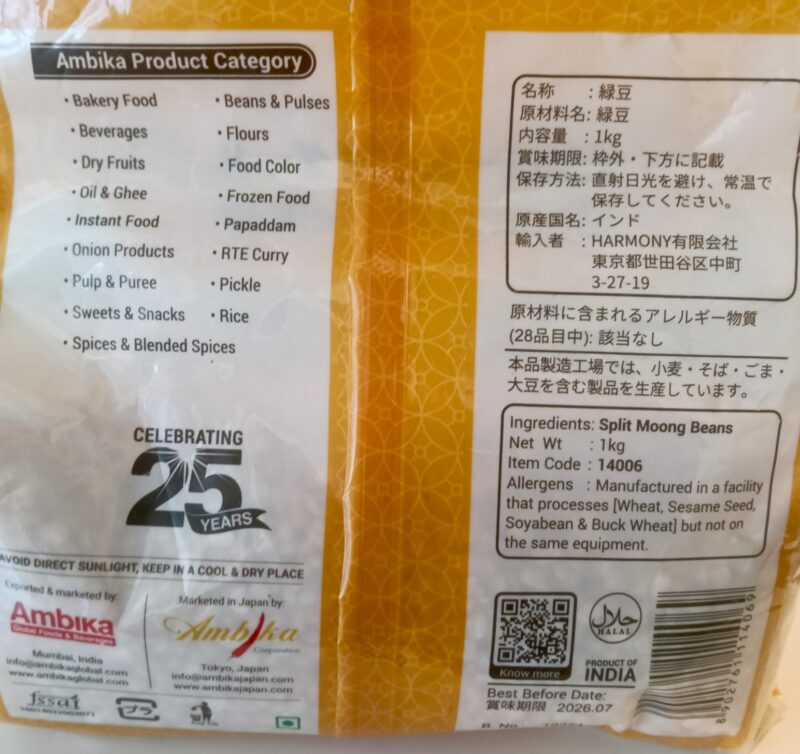 Ambika Product Category
• Bakery Food
• Beverages
• Dry Fruits
• Oil & Ghee
• Instant Food
• Onion Products
• Pulp & Puree
• Sweets & Snacks
• Spices & Blended Spices
• Beans & Pulses
• Flours
• Food Color
• Frozen Food
• Papaddam
• RTE Curry
• Pickle
• Rice
CELEBRATING
25
YEARS
AVOID DIRECT SUNLIGHT, KEEP IN A COOL & DRY PLACE
Exported & marketed by:
Ambika
Global Foods & Beverages
Mumbai, India
info@ambikaglobal.com
www.ambikaglobal.com
fssai
Marketed in Japan by:
Ambika
Corporation
Tokyo, Japan
info@ambikajapan.com
www.ambikajapan.com
プラ
名称 : 緑豆
原材料名: 緑豆
内容量 : 1kg
賞味期限: 枠外・下方に記載
保存方法: 直射日光を避け、常温で
保存してください。
原産国名: インド
輸入者 : HARMONY有限会社
東京都世田谷区中町
3-27-19
原材料に含まれるアレルギー物質
(28品目中): 該当なし
本品製造工場では、小麦・そば・ごま・
大豆を含む製品を生産しています。
Ingredients: Split Moong Beans
Net Wt : 1kg
Item Code : 14006
Allergens : Manufactured in a facility
that processes [Wheat, Sesame Seed,
Soyabean & Buck Wheat] but not on
the same equipment.
Know more
حلال
HALAL
PRODUCT OF
INDIA
8 902761 114069
Best Before Date:
賞味期限 2026.07
B. No.